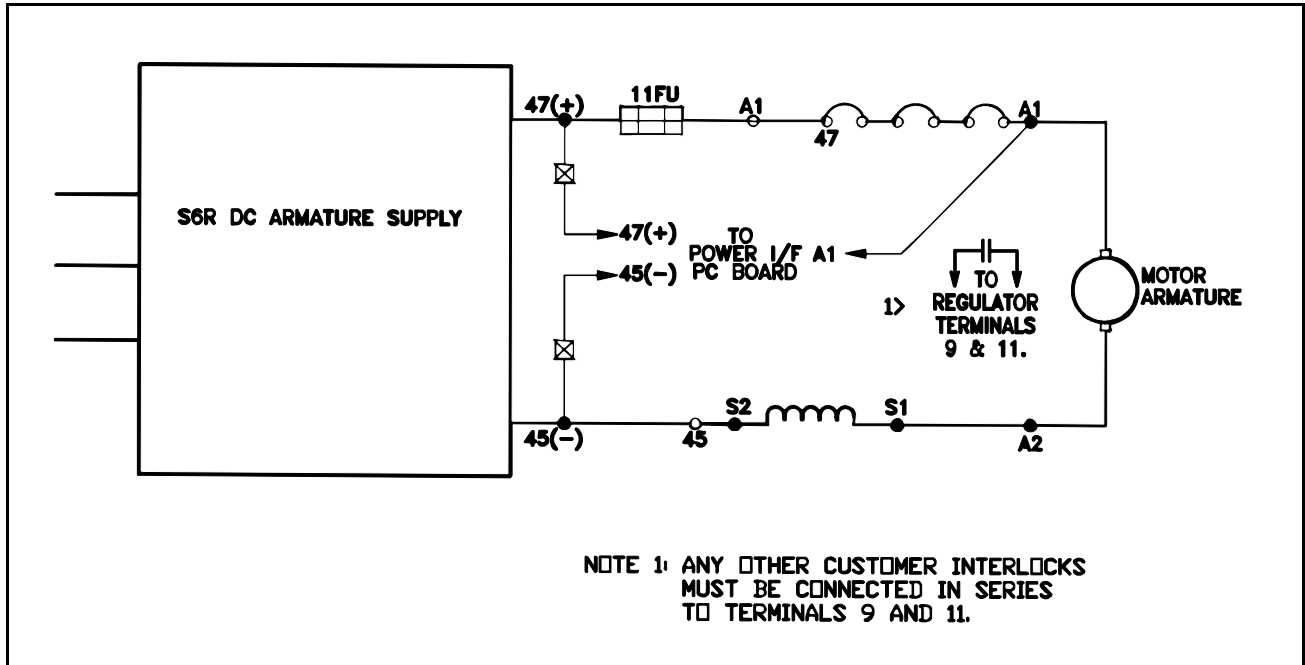 47(+)
11FU
A1
47
A1
S6R DC ARMATURE SUPPLY
47(+)
TO
POWER I/F A1
45(-) PC BOARD
1>
TO
REGULATOR
TERMINALS
9 & 11.
MOTOR
ARMATURE
45(-)
45
S2
S1
A2
NOTE 1: ANY OTHER CUSTOMER INTERLOCKS
MUST BE CONNECTED IN SERIES
TO TERMINALS 9 AND 11.